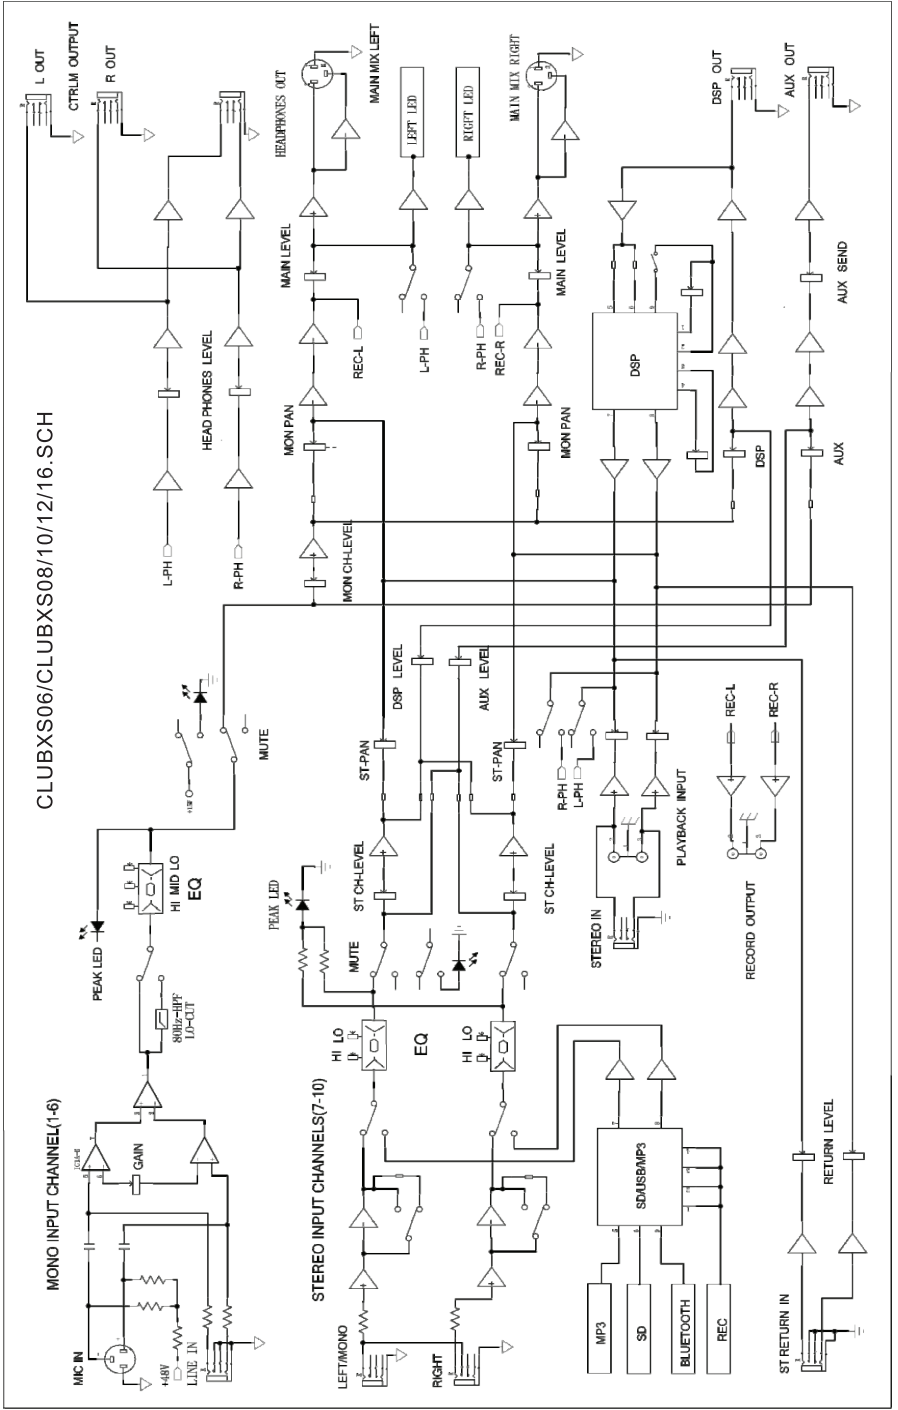 CLUBXS06/CLUBXS08/10/12/16.SCH
MONO INPUT CHANNEL(1-6)
MIC IN
+48V
LINE IN
GAIN
80Hz-HPF
LO-CUT
PEAK LED
HI MID LO
EQ
MUTE
L-PH
R-PH
HEADPHONES LEVEL
L OUT
CTRLM OUTPUT
R OUT
HEADPHONES OUT
MON CH-LEVEL
MON PAN
REC-L
MAIN LEVEL
MAIN MIX LEFT
L-PH
LEFT LED
R-PH
REC-R
RIGHT LED
MON PAN
MAIN LEVEL
MAIN MIX RIGHT
DSP
DSP
DSP OUT
AUX
AUX SEND
AUX OUT
STEREO INPUT CHANNELS(7-10)
LEFT/MONO
RIGHT
HI LO
EQ
HI LO
PEAK LED
MUTE
ST CH-LEVEL
ST-PAN
DSP LEVEL
AUX LEVEL
ST CH-LEVEL
ST-PAN
R-PH
L-PH
STEREO IN
PLAYBACK INPUT
REC-L
REC-R
RECORD OUTPUT
MP3
SD
BLUETOOTH
REC
SD/USB/MP3
ST RETURN IN
RETURN LEVEL